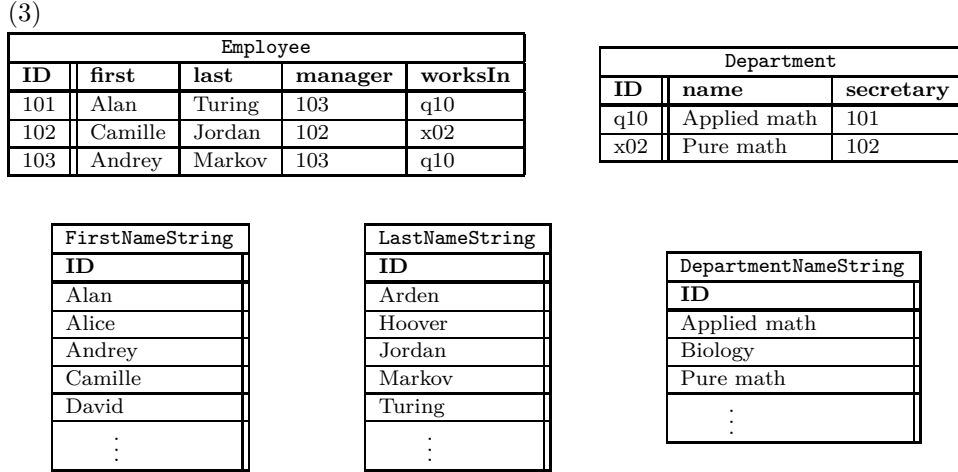 (3)
Employee
ID first last manager worksIn
101 Alan Turing 103 q10
102 Camille Jordan 102 x02
103 Andrey Markov 103 q10
Department
ID name secretary
q10 Applied math 101
x02 Pure math 102
FirstNameString
ID
Alan
Alice
Andrey
Camille
David
⋮
LastNameString
ID
Arden
Hoover
Jordan
Markov
Turing
⋮
DepartmentNameString
ID
Applied math
Biology
Pure math
⋮